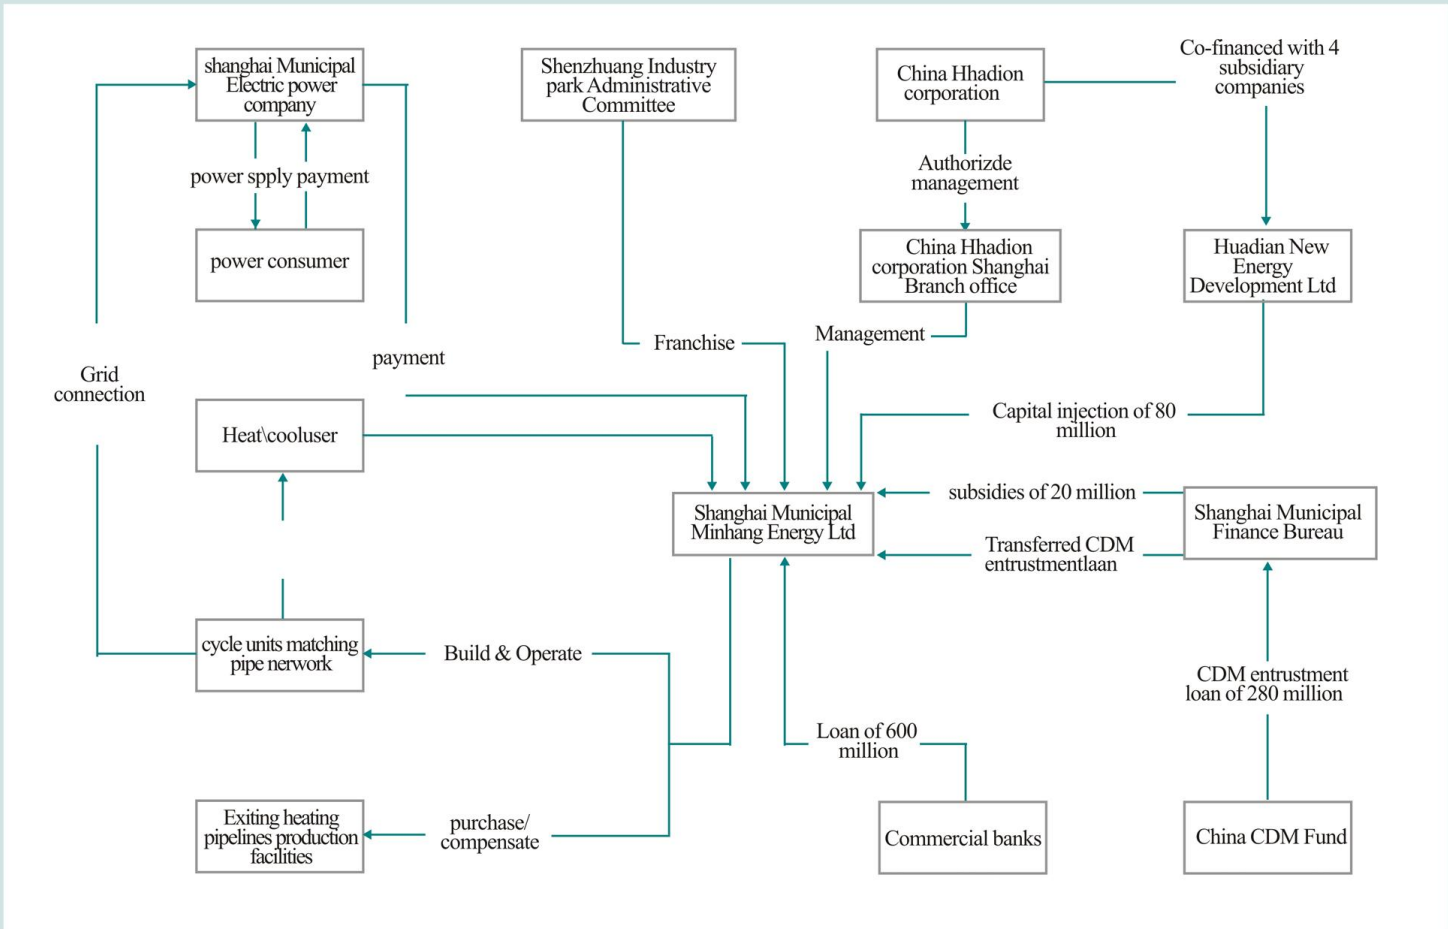 shanghai Municipal
Electric power
company
Shenzhuang Industry
park Administrative
Committee
China Hhadion
corporation
Co-financed with 4
subsidiary
companies
power spply payment
Authorizde
management
power consumer
China Hhadion
corporation Shanghai
Branch office
Huadian New
Energy
Development Ltd
Franchise
Management
payment
Grid
connection
Capital injection of 80
million
Heat\cooluser
Shanghai Municipal
Minhang Energy Ltd
subsidies of 20 million
Transferred CDM
entrustmentlaan
Shanghai Municipal
Finance Bureau
cycle units matching
pipe nerwork
Build & Operate
CDM entrustment
loan of 280 million
Loan of 600
million
Exiting heating
pipelines production
facilities
purchase/
compensate
Commercial banks
China CDM Fund